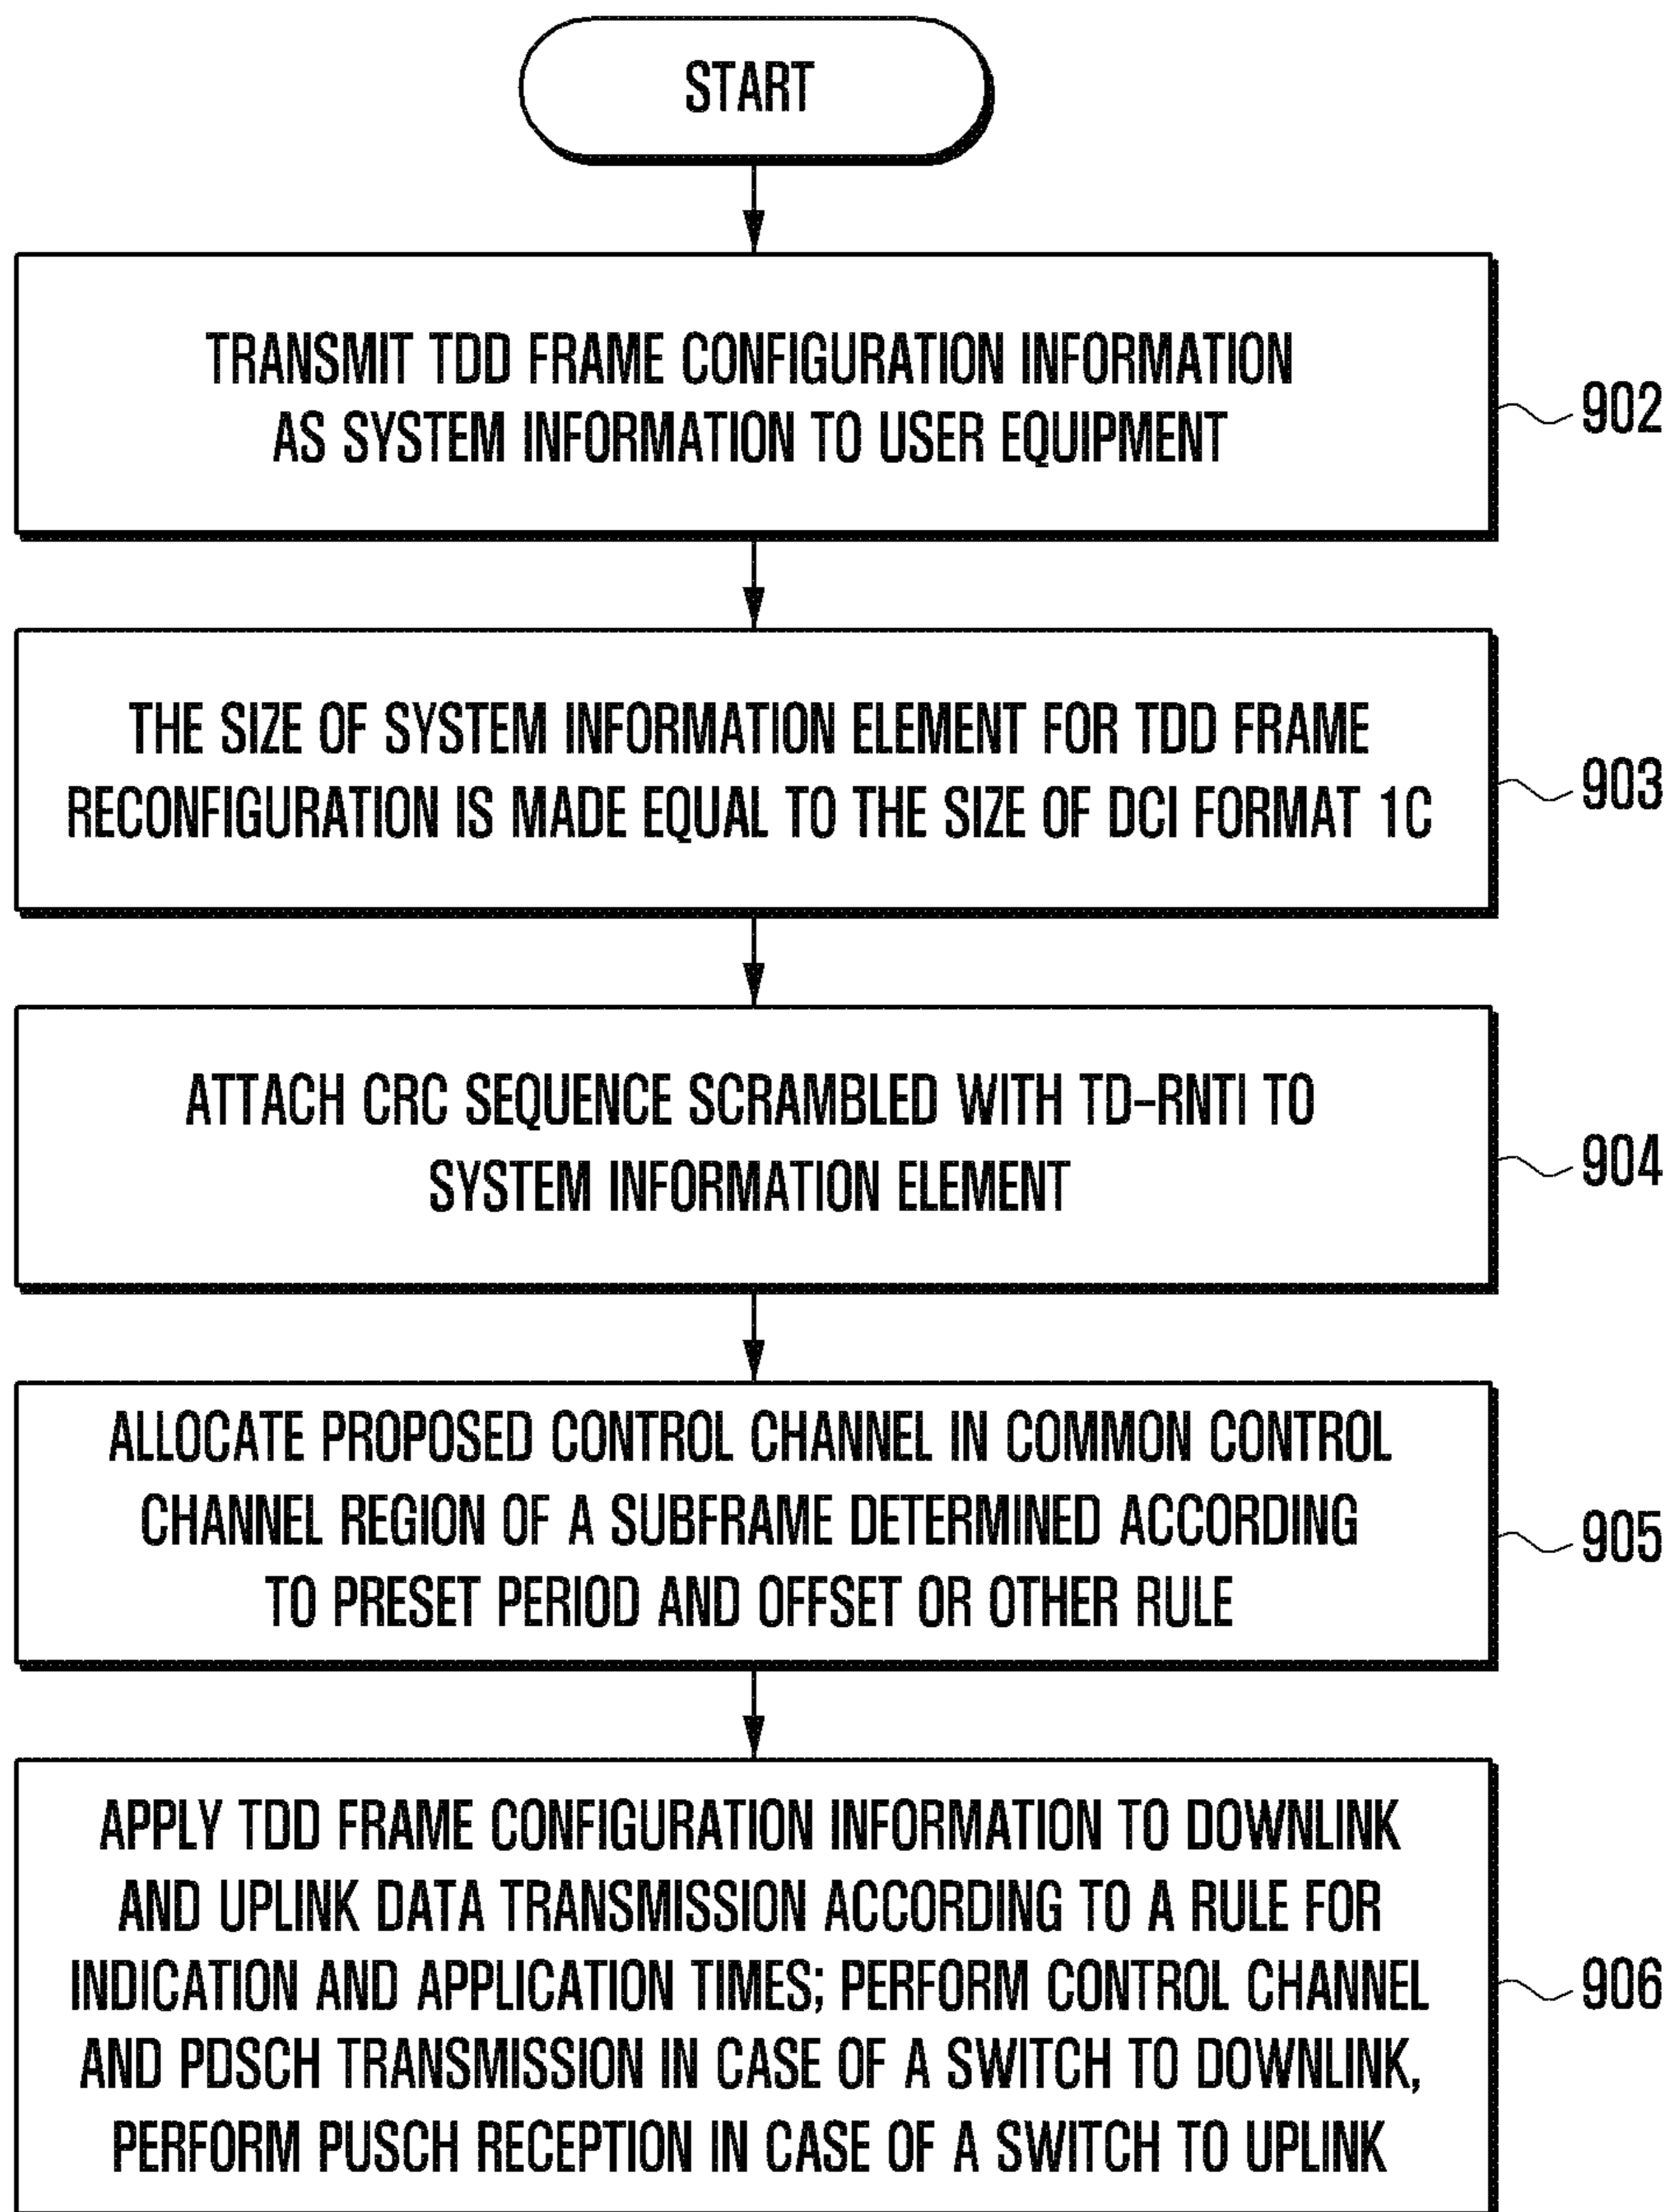 START
TRANSMIT TDD FRAME CONFIGURATION INFORMATION
AS SYSTEM INFORMATION TO USER EQUIPMENT
902
THE SIZE OF SYSTEM INFORMATION ELEMENT FOR TDD FRAME
RECONFIGURATION IS MADE EQUAL TO THE SIZE OF DCI FORMAT 1C
903
ATTACH CRC SEQUENCE SCRAMBLED WITH TD-RNTI TO
SYSTEM INFORMATION ELEMENT
904
ALLOCATE PROPOSED CONTROL CHANNEL IN COMMON CONTROL
CHANNEL REGION OF A SUBFRAME DETERMINED ACCORDING
TO PRESET PERIOD AND OFFSET OR OTHER RULE
905
APPLY TDD FRAME CONFIGURATION INFORMATION TO DOWNLINK
AND UPLINK DATA TRANSMISSION ACCORDING TO A RULE FOR
INDICATION AND APPLICATION TIMES; PERFORM CONTROL CHANNEL
AND PDSCH TRANSMISSION IN CASE OF A SWITCH TO DOWNLINK,
PERFORM PUSCH RECEPTION IN CASE OF A SWITCH TO UPLINK
906